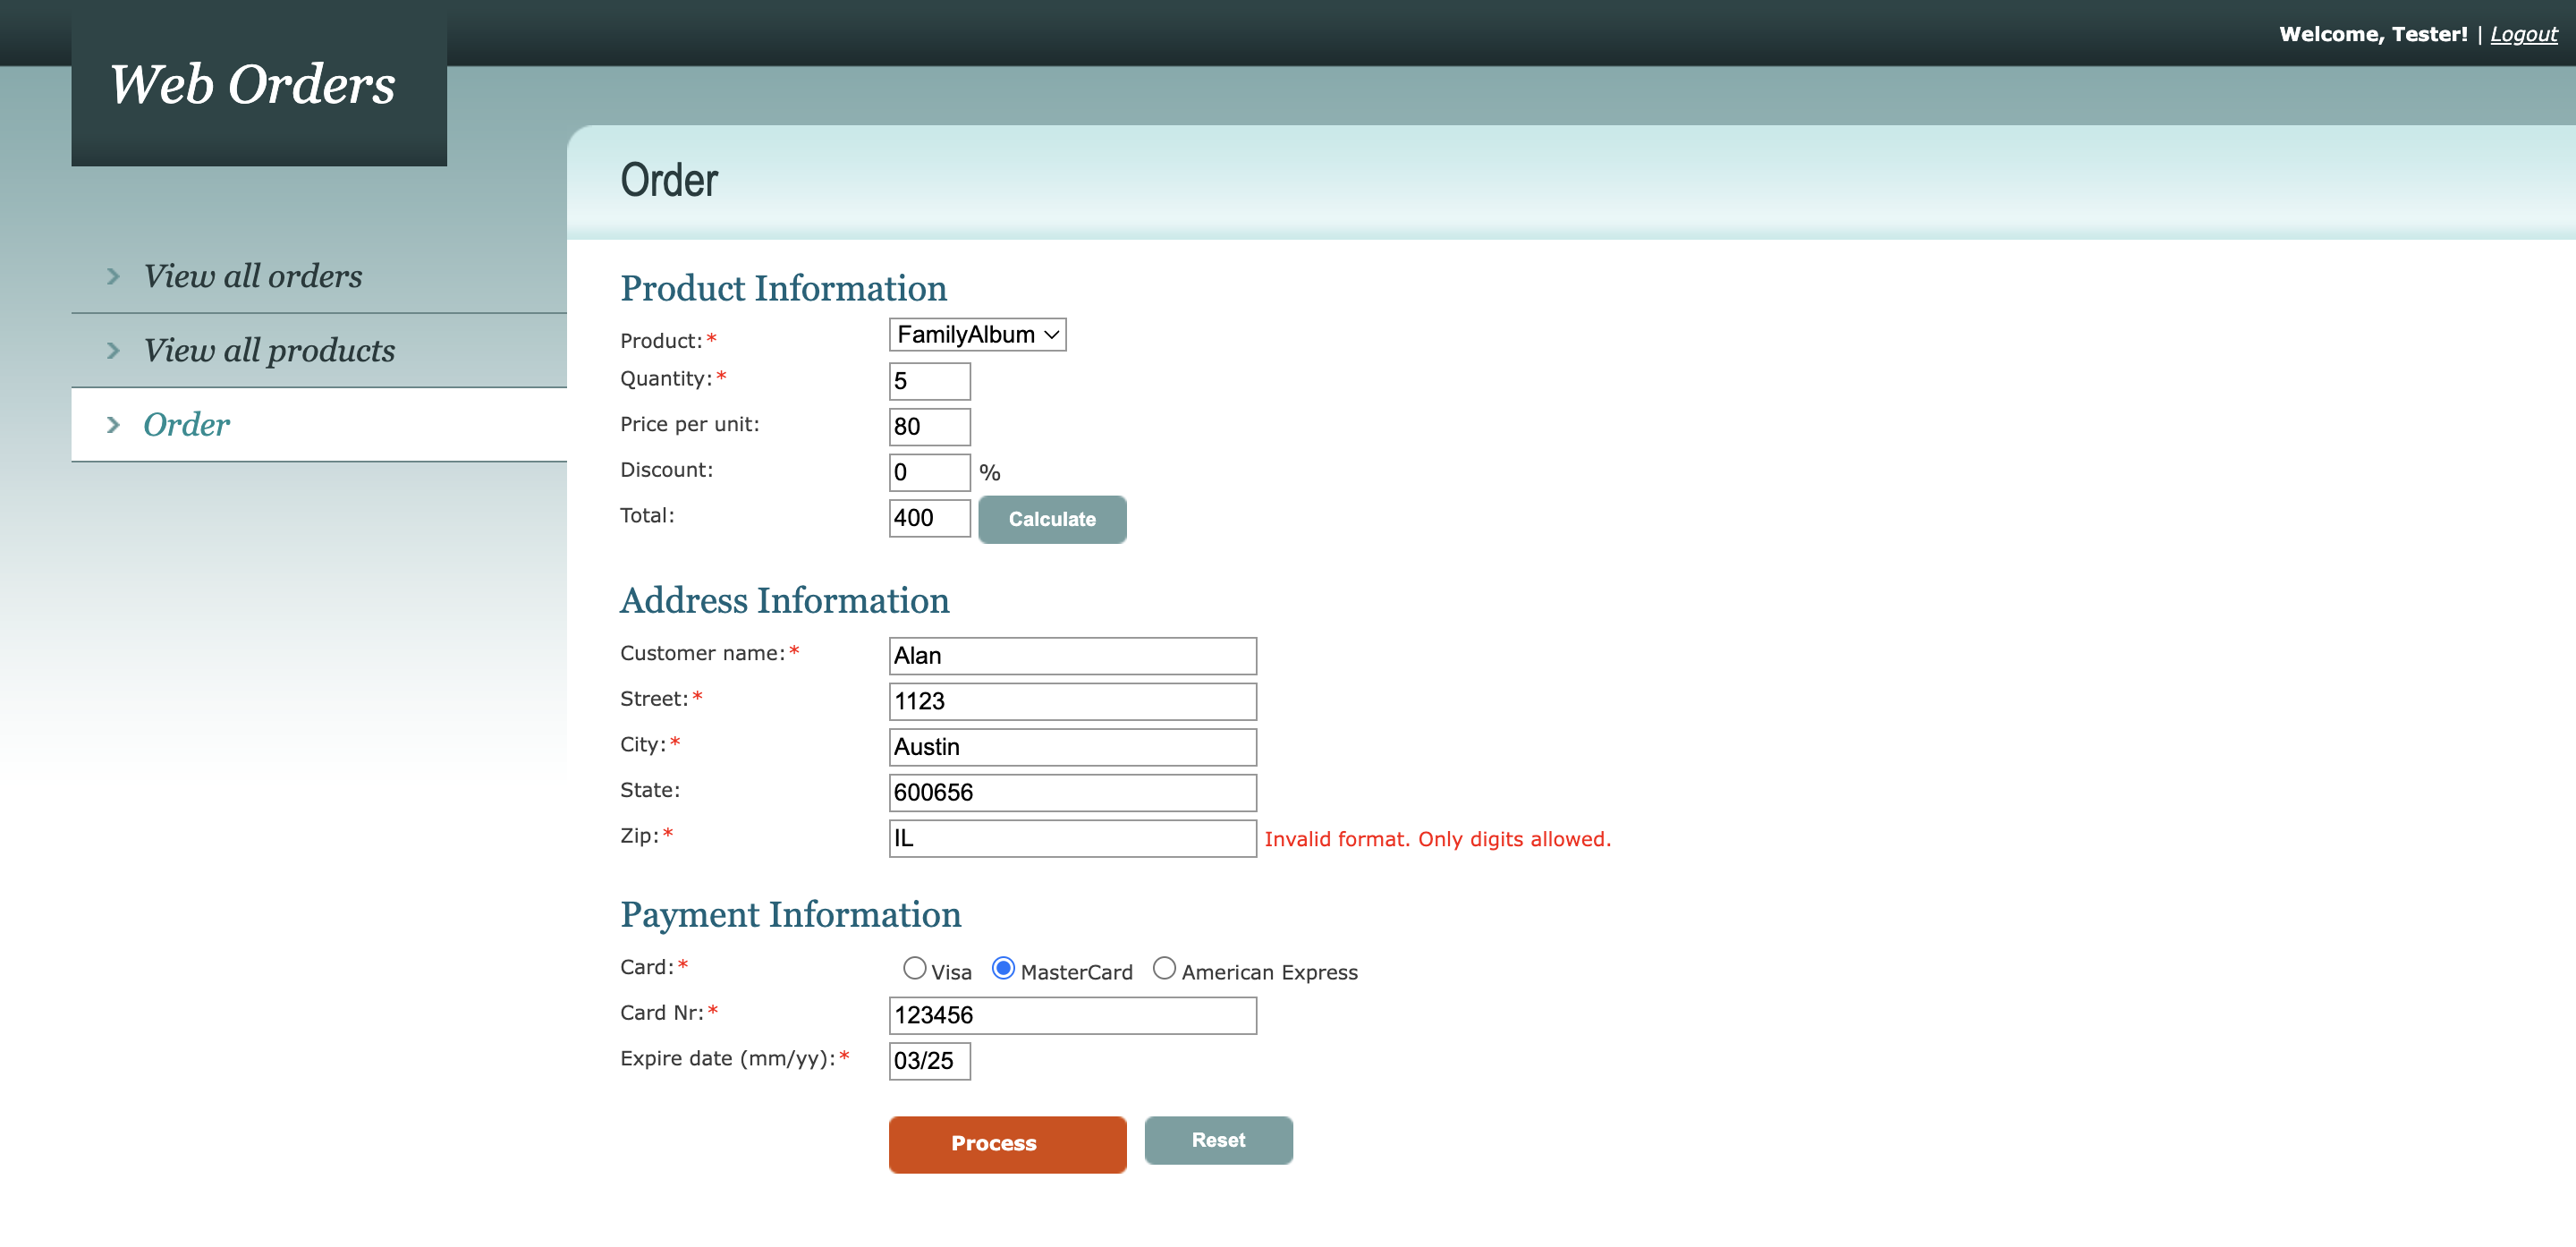 Welcome, Tester! | Logout
Web Orders
View all orders
View all products
Order
Order
Product Information
Product:* FamilyAlbum
Quantity:* 5
Price per unit: 80
Discount: 0 %
Total: 400 Calculate
Address Information
Customer name:* Alan
Street:* 1123
City:* Austin
State: 600656
Zip:* IL Invalid format. Only digits allowed.
Payment Information
Card:* Visa MasterCard American Express
Card Nr:* 123456
Expire date (mm/yy):* 03/25
Process Reset